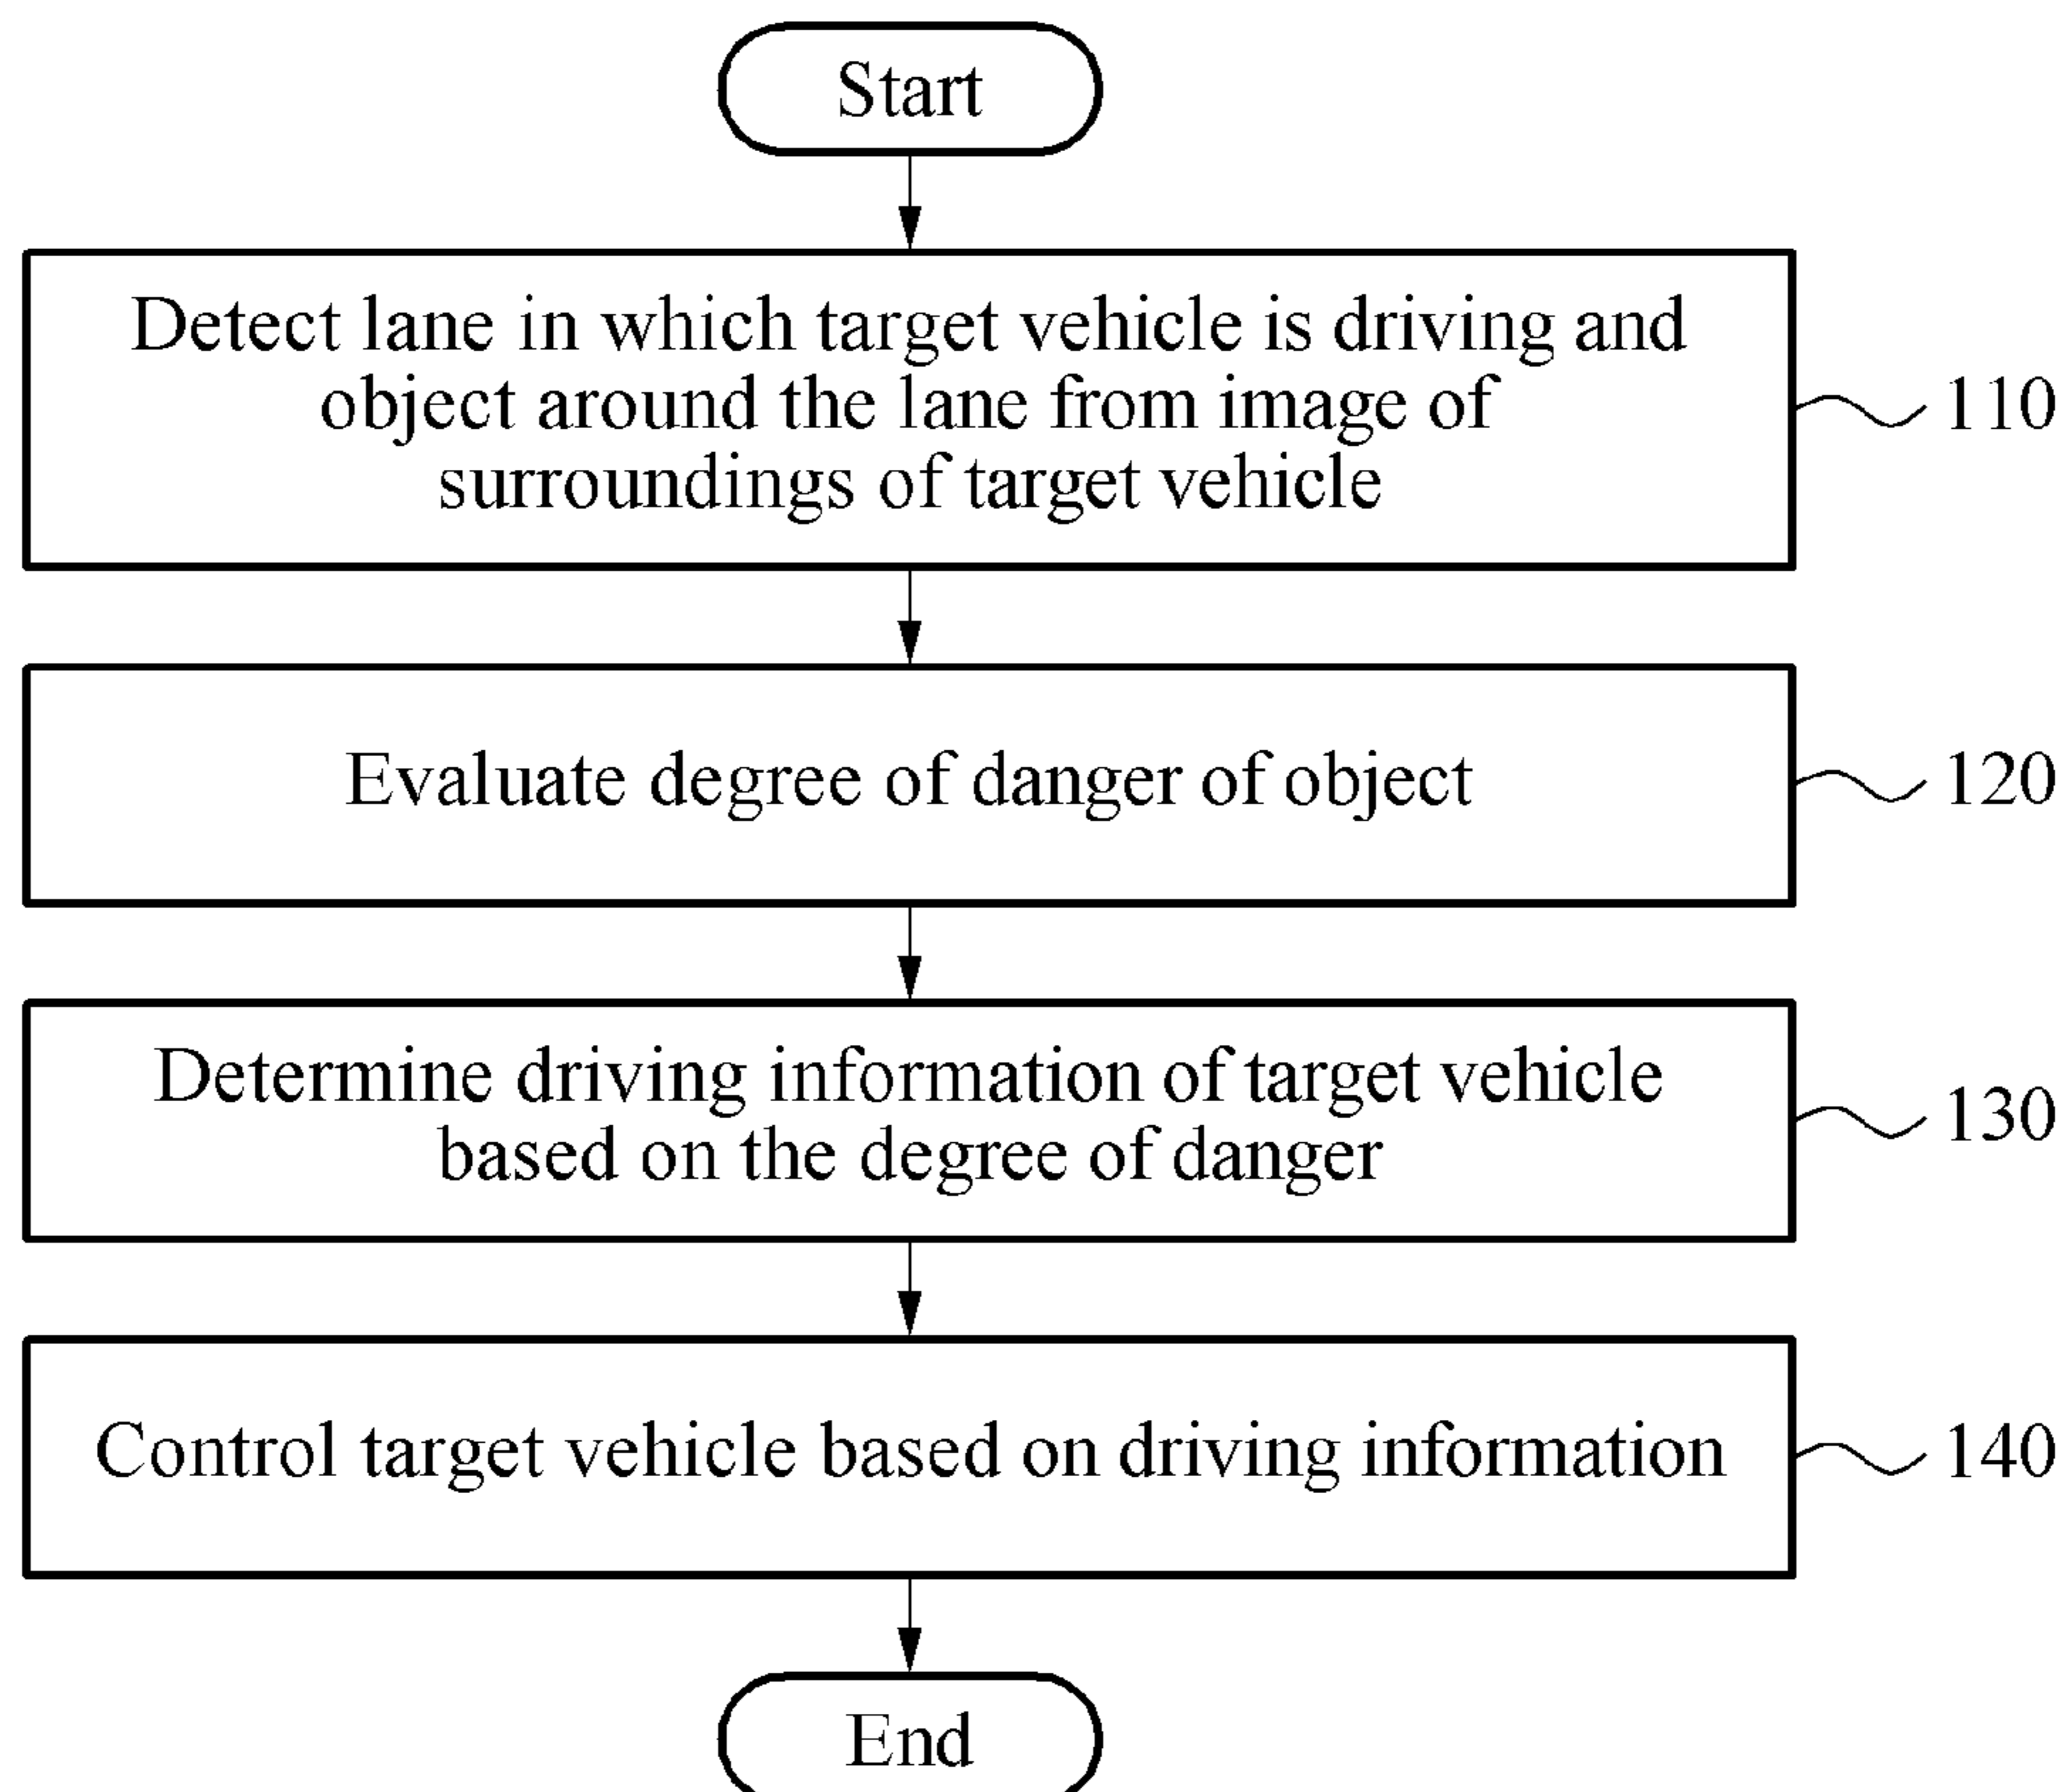 Start
Detect lane in which target vehicle is driving and
object around the lane from image of
surroundings of target vehicle
110
Evaluate degree of danger of object
120
Determine driving information of target vehicle
based on the degree of danger
130
Control target vehicle based on driving information
140
End